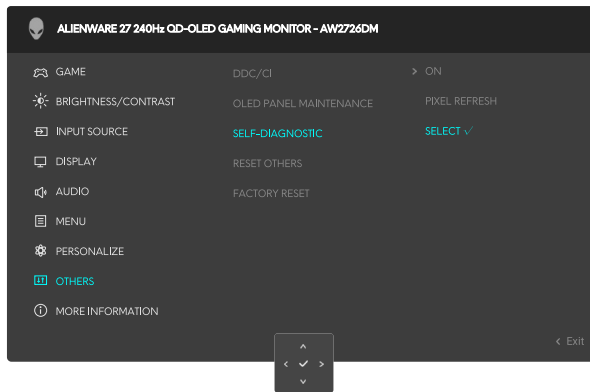 ALIENWARE 27 240Hz QD-OLED GAMING MONITOR - AW2726DM
GAME
BRIGHTNESS/CONTRAST
INPUT SOURCE
DISPLAY
AUDIO
MENU
PERSONALIZE
OTHERS
MORE INFORMATION
DDC/CI
OLED PANEL MAINTENANCE
SELF-DIAGNOSTIC
RESET OTHERS
FACTORY RESET
> ON
PIXEL REFRESH
SELECT ✓
< Exit